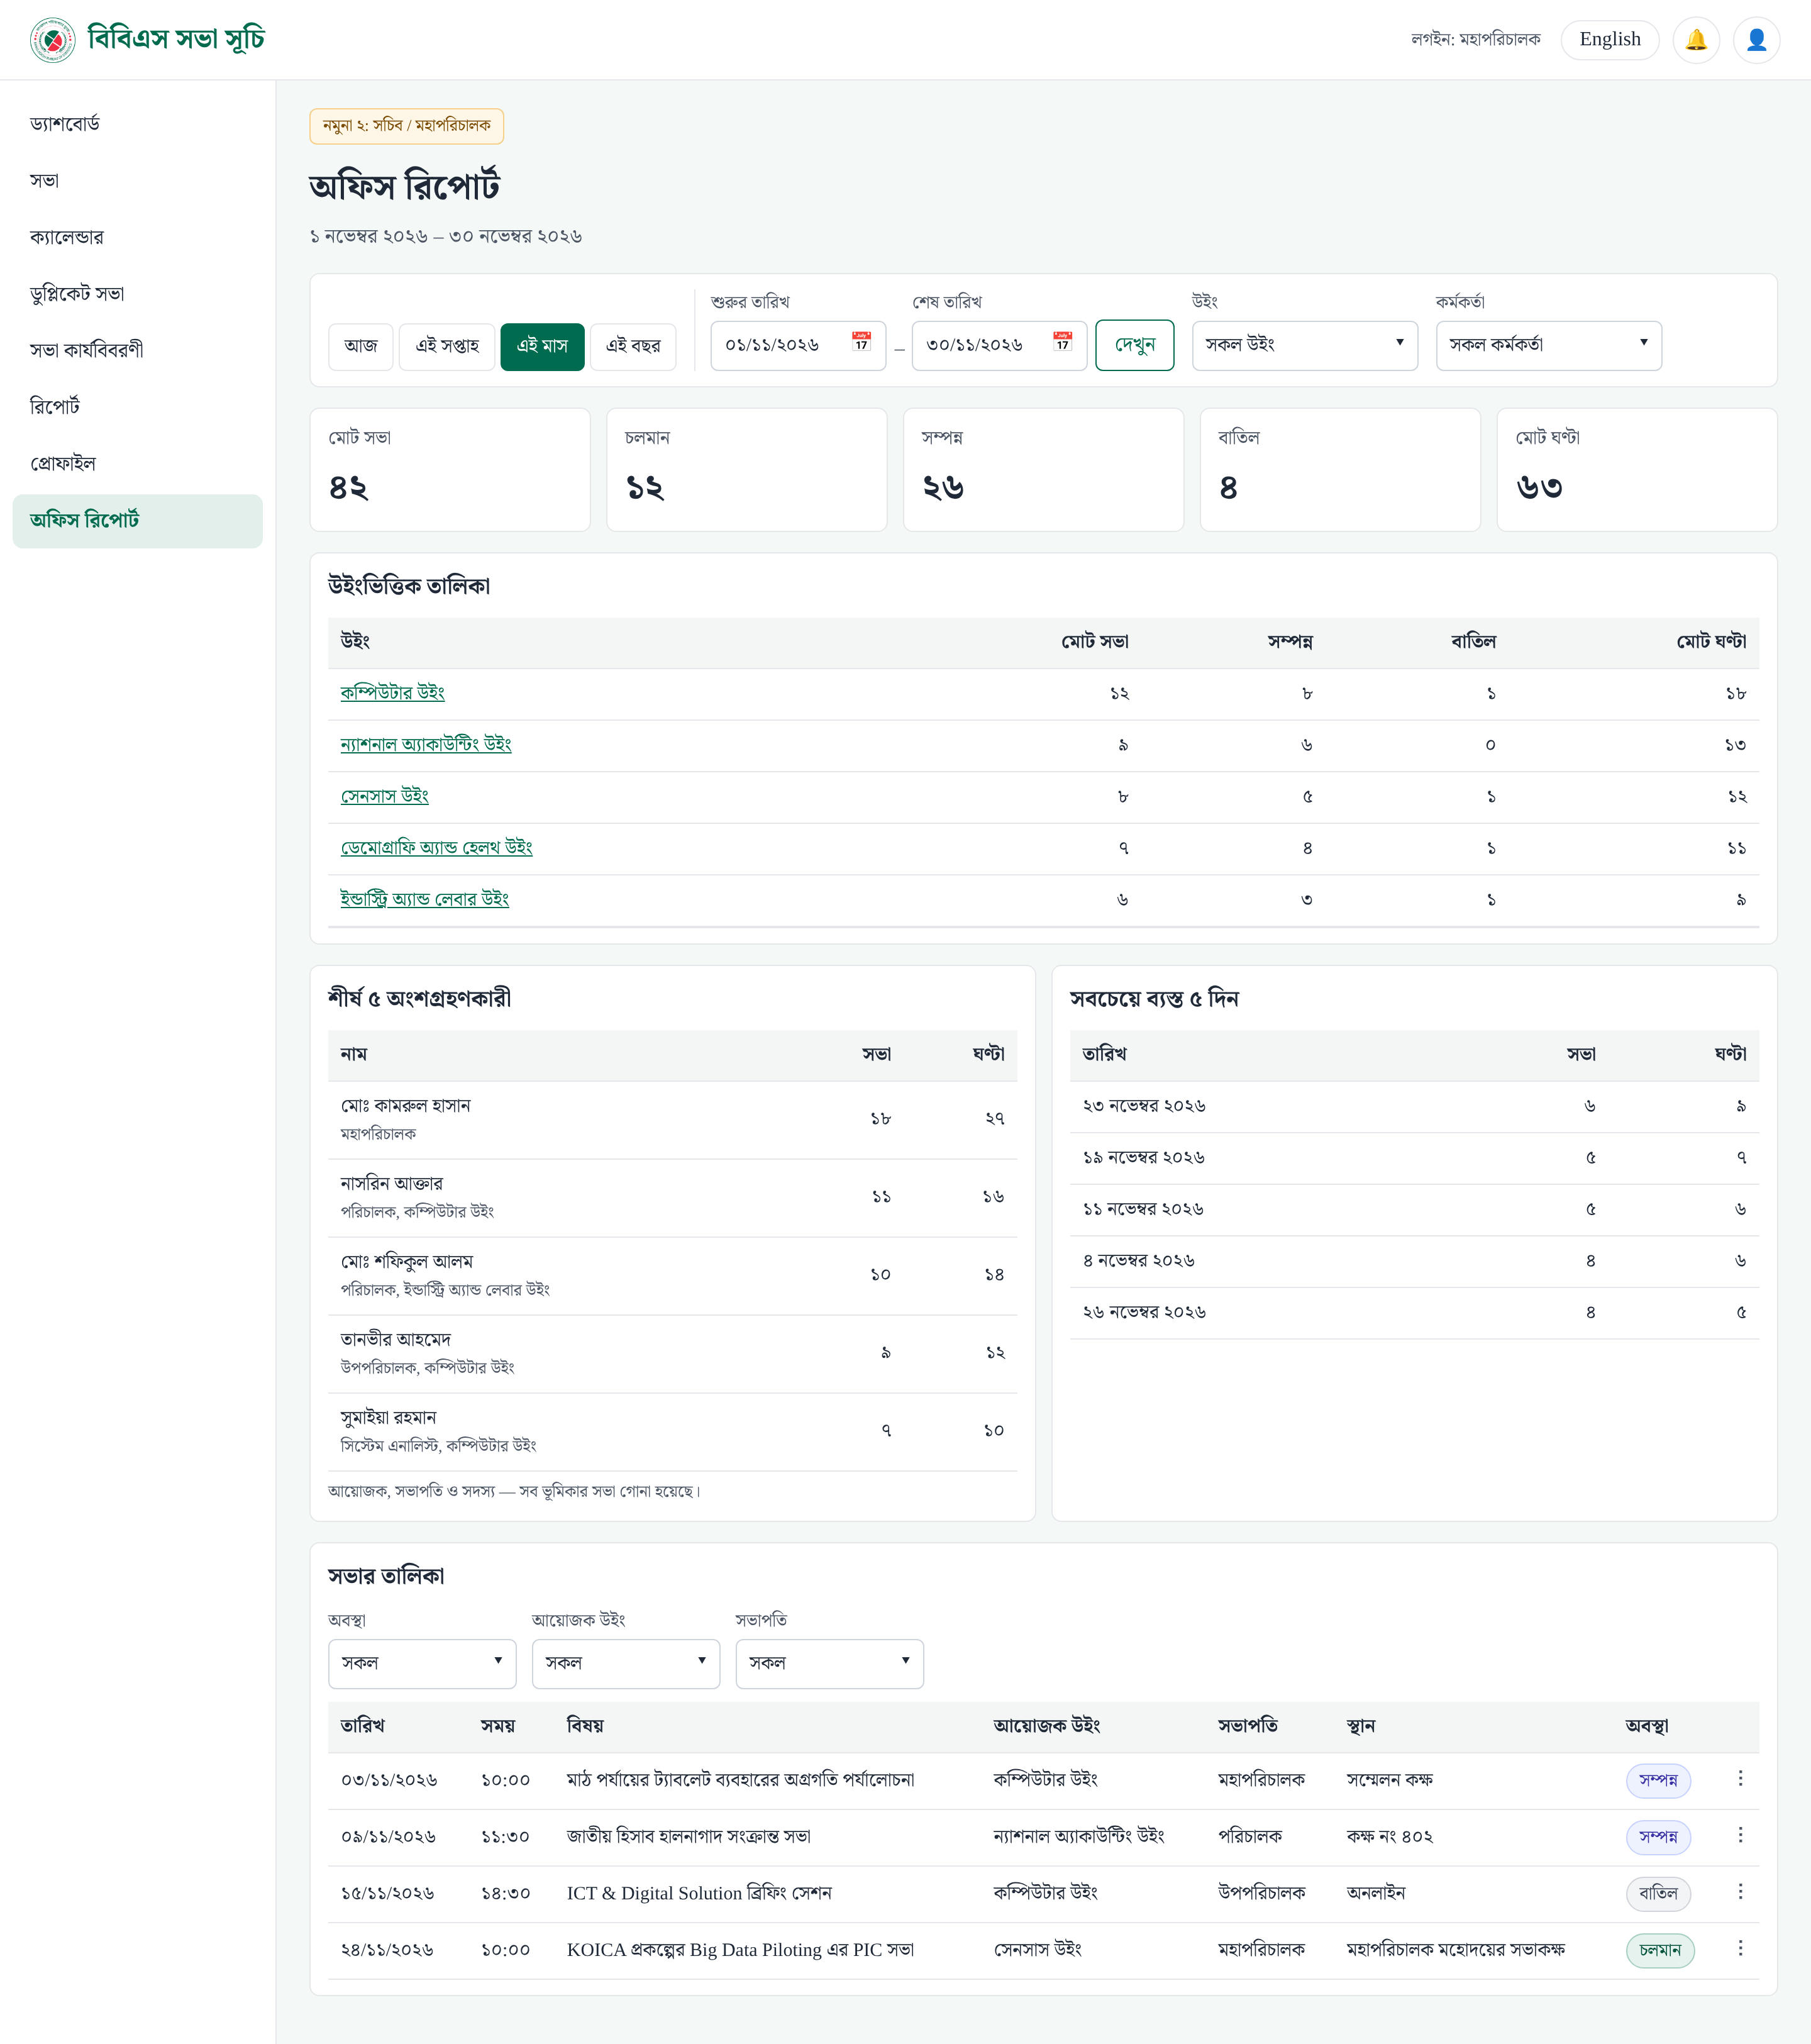 বিবিএস সভা সূচি
লগইন: মহাপরিচালক
English
ড্যাশবোর্ড
সভা
ক্যালেন্ডার
ডুপ্লিকেট সভা
সভা কার্যবিবরণী
রিপোর্ট
প্রোফাইল
অফিস রিপোর্ট
নমুনা ২: সচিব / মহাপরিচালক
অফিস রিপোর্ট
১ নভেম্বর ২০২৬ – ৩০ নভেম্বর ২০২৬
শুরুর তারিখ শেষ তারিখ উইং কর্মকর্তা
আজ এই সপ্তাহ এই মাস এই বছর ০১/১১/২০২৬ – ৩০/১১/২০২৬ দেখুন সকল উইং সকল কর্মকর্তা
মোট সভা চলমান সম্পন্ন বাতিল মোট ঘণ্টা
৪২ ১২ ২৬ ৪ ৬৩
উইংভিত্তিক তালিকা
উইং মোট সভা সম্পন্ন বাতিল মোট ঘণ্টা
কম্পিউটার উইং ১২ ৮ ১ ১৮
ন্যাশনাল অ্যাকাউন্টিং উইং ৯ ৬ ০ ১৩
সেনসাস উইং ৮ ৫ ১ ১২
ডেমোগ্রাফি অ্যান্ড হেলথ উইং ৭ ৪ ১ ১১
ইন্ডাস্ট্রি অ্যান্ড লেবার উইং ৬ ৩ ১ ৯
শীর্ষ ৫ অংশগ্রহণকারী
নাম সভা ঘণ্টা
মোঃ কামরুল হাসান ১৮ ২৭
মহাপরিচালক
নাসরিন আক্তার ১১ ১৬
পরিচালক, কম্পিউটার উইং
মোঃ শফিকুল আলম ১০ ১৪
পরিচালক, ইন্ডাস্ট্রি অ্যান্ড লেবার উইং
তানভীর আহমেদ ৯ ১২
উপপরিচালক, কম্পিউটার উইং
সুমাইয়া রহমান ৭ ১০
সিস্টেম এনালিস্ট, কম্পিউটার উইং
আয়োজক, সভাপতি ও সদস্য — সব ভূমিকার সভা গোনা হয়েছে।
সবচেয়ে ব্যস্ত ৫ দিন
তারিখ সভা ঘণ্টা
২৩ নভেম্বর ২০২৬ ৬ ৯
১৯ নভেম্বর ২০২৬ ৫ ৭
১১ নভেম্বর ২০২৬ ৫ ৬
৪ নভেম্বর ২০২৬ ৪ ৬
২৬ নভেম্বর ২০২৬ ৪ ৫
সভার তালিকা
অবস্থা আয়োজক উইং সভাপতি
সকল সকল সকল
তারিখ সময় বিষয় আয়োজক উইং সভাপতি স্থান অবস্থা
০৩/১১/২০২৬ ১০:০০ মাঠ পর্যায়ের ট্যাবলেট ব্যবহারের অগ্রগতি পর্যালোচনা কম্পিউটার উইং মহাপরিচালক সম্মেলন কক্ষ সম্পন্ন
০৯/১১/২০২৬ ১১:৩০ জাতীয় হিসাব হালনাগাদ সংক্রান্ত সভা ন্যাশনাল অ্যাকাউন্টিং উইং পরিচালক কক্ষ নং ৪০২ সম্পন্ন
১৫/১১/২০২৬ ১৪:৩০ ICT & Digital Solution ব্রিফিং সেশন কম্পিউটার উইং উপপরিচালক অনলাইন বাতিল
২৪/১১/২০২৬ ১০:০০ KOICA প্রকল্পের Big Data Piloting এর PIC সভা সেনসাস উইং মহাপরিচালক মহাপরিচালক মহোদয়ের সভাকক্ষ চলমান